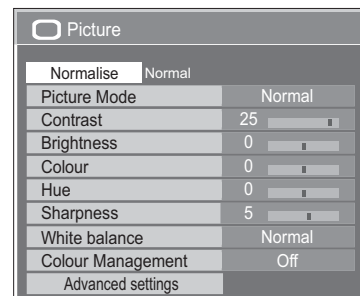 Picture
Normalise Normal
Picture Mode Normal
Contrast 25
Brightness 0
Colour 0
Hue 0
Sharpness 5
White balance Normal
Colour Management Off
Advanced settings